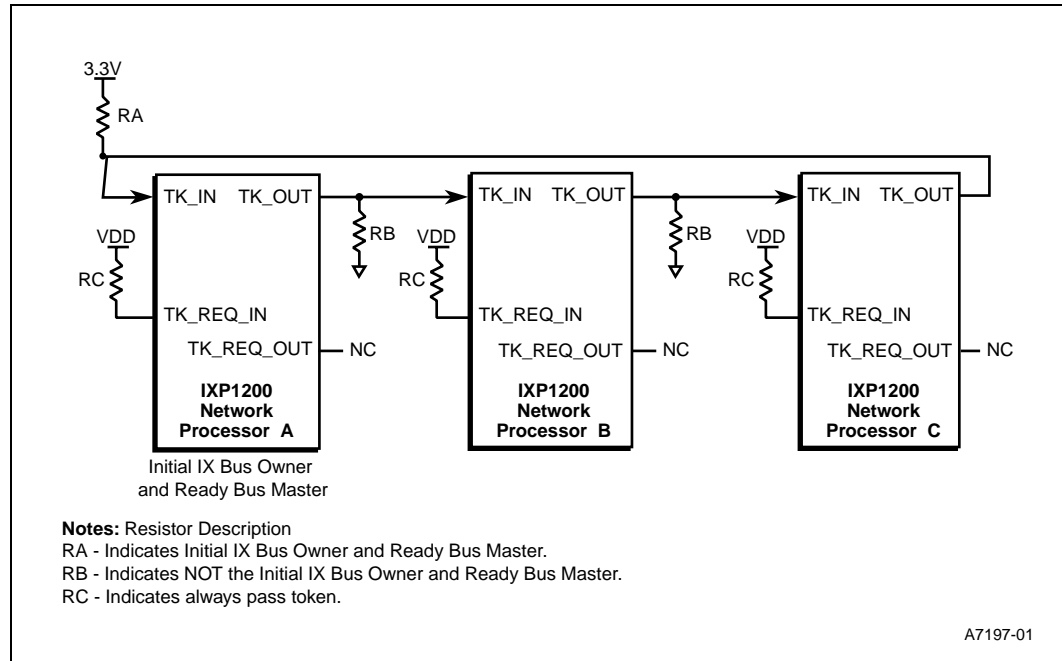 3.3V
RA
TK_IN TK_OUT
TK_IN TK_OUT
TK_IN TK_OUT
RB
RB
VDD
VDD
VDD
RC
RC
RC
TK_REQ_IN
TK_REQ_IN
TK_REQ_IN
TK_REQ_OUT
NC
TK_REQ_OUT
NC
TK_REQ_OUT
NC
IXP1200
Network
Processor A
IXP1200
Network
Processor B
IXP1200
Network
Processor C
Initial IX Bus Owner
and Ready Bus Master
Notes: Resistor Description
RA - Indicates Initial IX Bus Owner and Ready Bus Master.
RB - Indicates NOT the Initial IX Bus Owner and Ready Bus Master.
RC - Indicates always pass token.
A7197-01